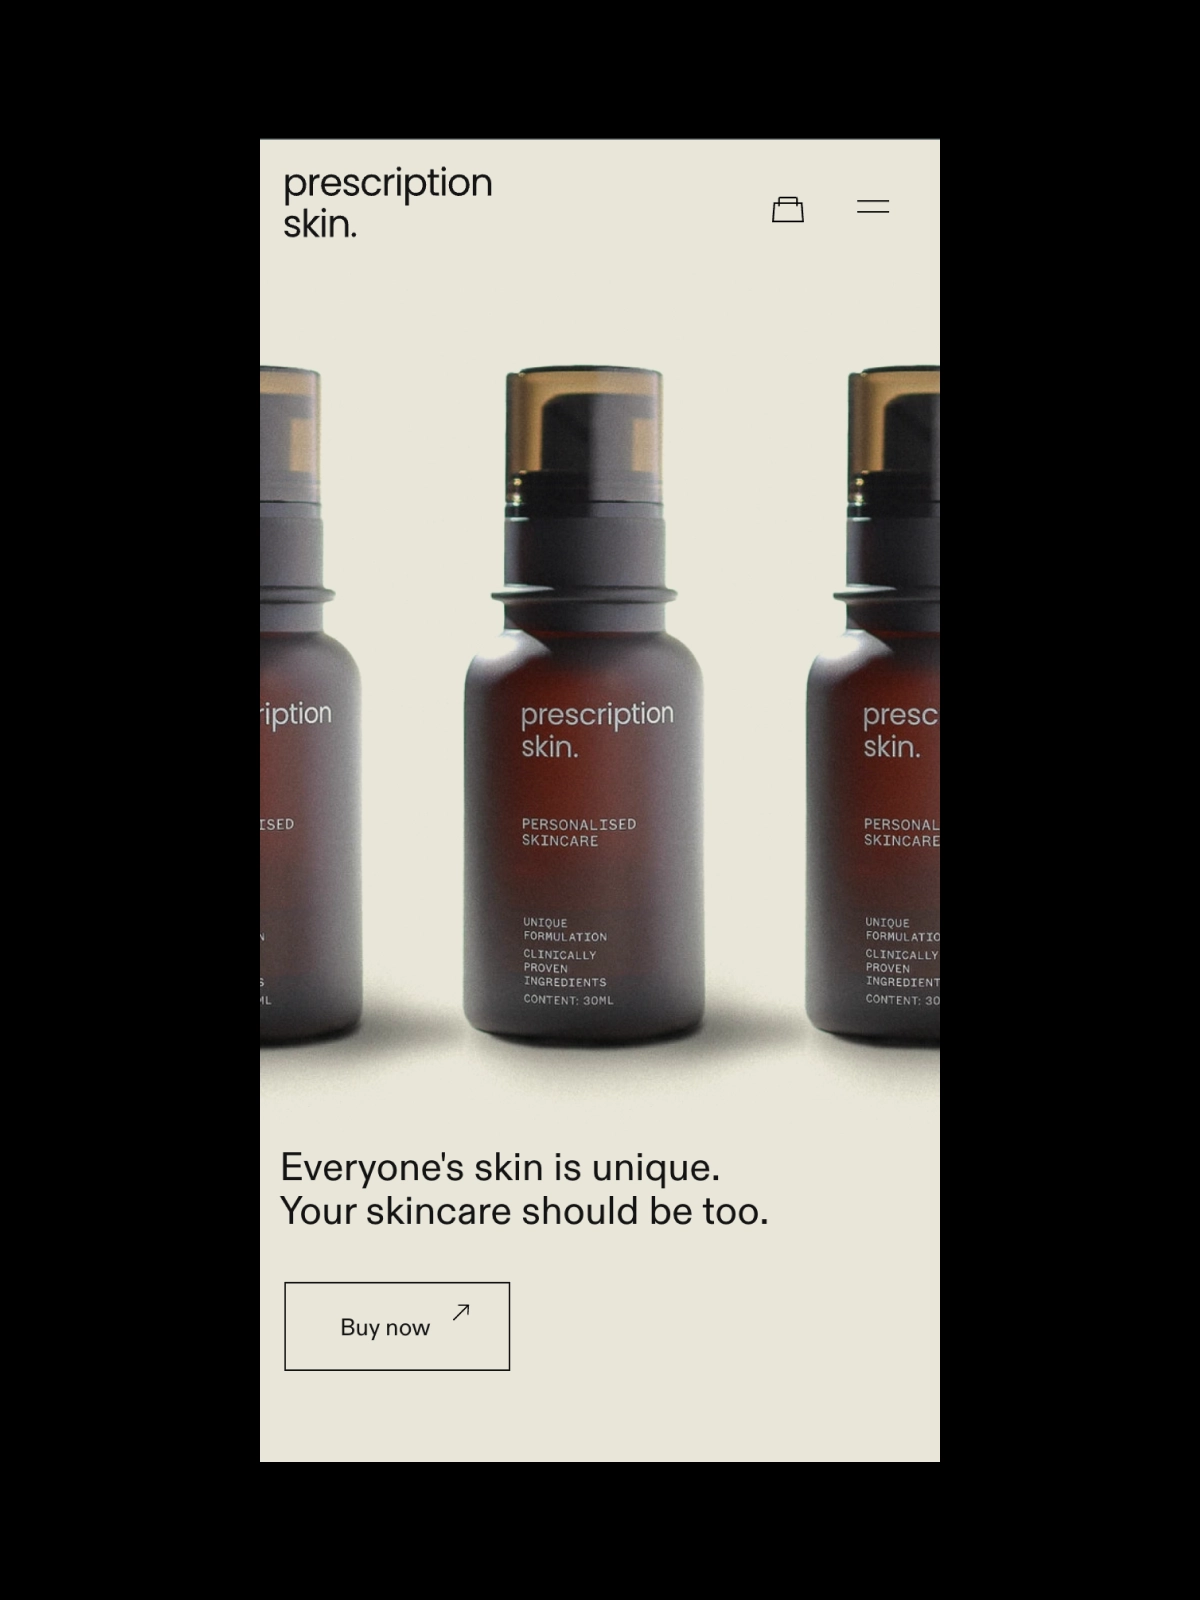 prescription
skin.
ription
ISED
N
S
ML
prescription
skin.
PERSONALISED
SKINCARE
UNIQUE
FORMULATION
CLINICALLY
PROVEN
INGREDIENTS
CONTENT: 30ML
presc
skin.
PERSONAL
SKINCARE
UNIQUE
FORMULATIO
CLINICALLY
PROVEN
INGREDIENT
CONTENT: 30
Everyone's skin is unique.
Your skincare should be too.
Buy now